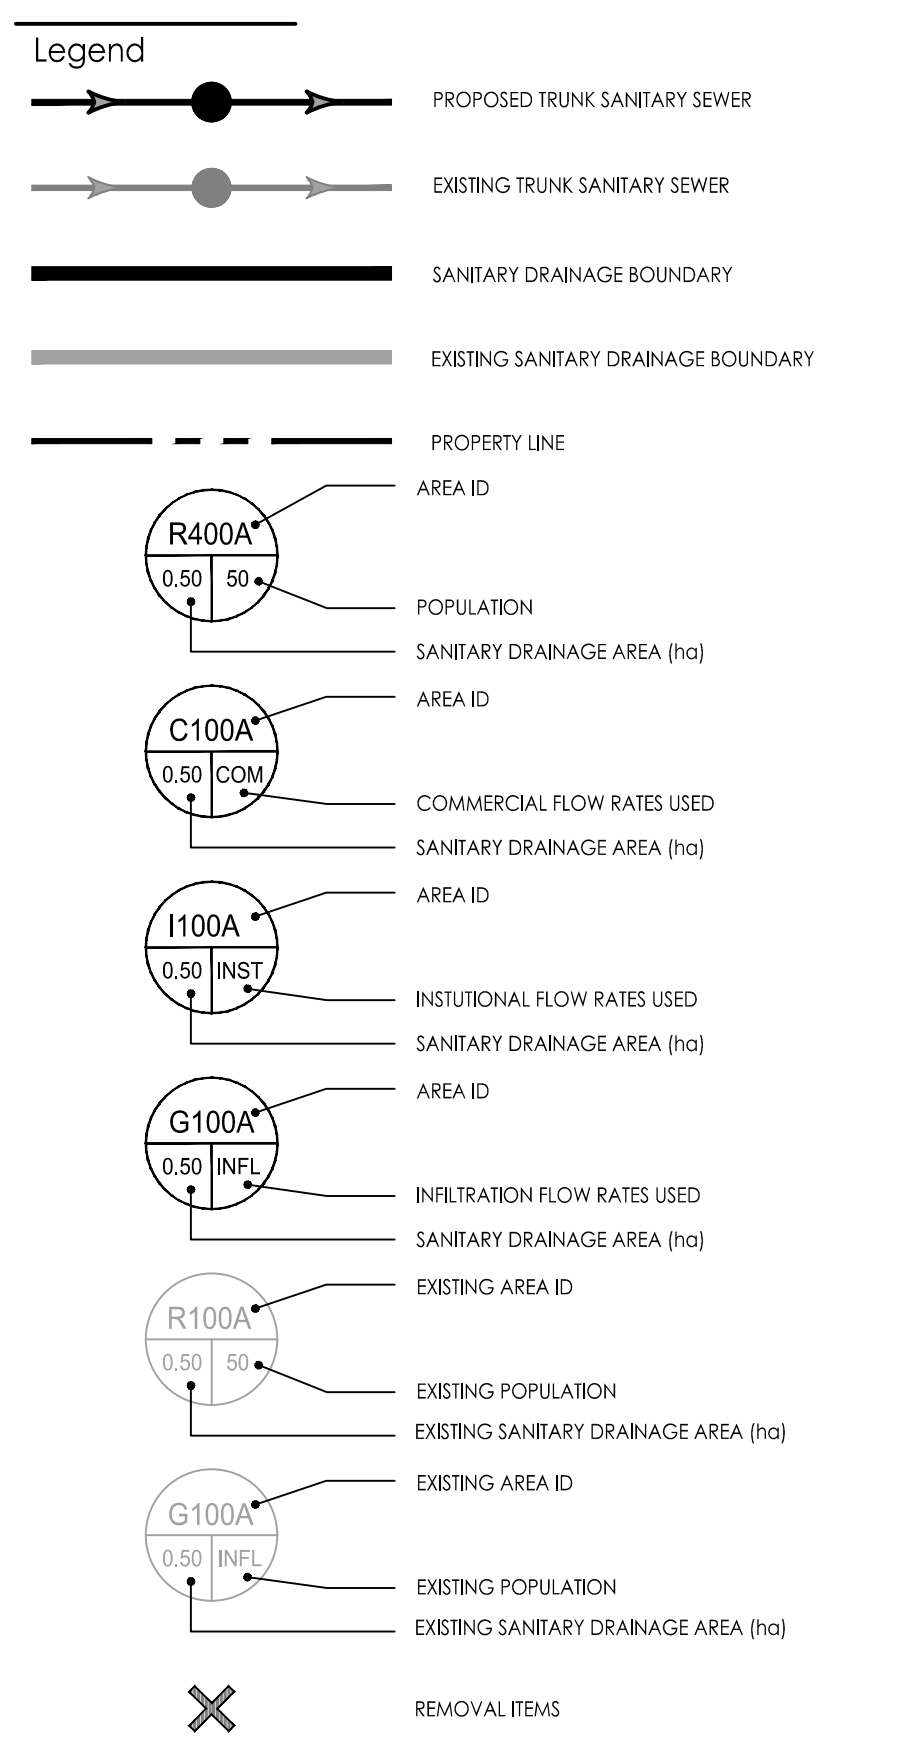 Legend
PROPOSED TRUNK SANITARY SEWER
EXISTING TRUNK SANITARY SEWER
SANITARY DRAINAGE BOUNDARY
EXISTING SANITARY DRAINAGE BOUNDARY
PROPERTY LINE
AREA ID
R400A
0.50 50
POPULATION
SANITARY DRAINAGE AREA (ha)
AREA ID
C100A
0.50 COM
COMMERCIAL FLOW RATES USED
SANITARY DRAINAGE AREA (ha)
AREA ID
I100A
0.50 INST
INSTUTIONAL FLOW RATES USED
SANITARY DRAINAGE AREA (ha)
AREA ID
G100A
0.50 INFL
INFILTRATION FLOW RATES USED
SANITARY DRAINAGE AREA (ha)
EXISTING AREA ID
R100A
0.50 50
EXISTING POPULATION
EXISTING SANITARY DRAINAGE AREA (ha)
EXISTING AREA ID
G100A
0.50 INFL
EXISTING POPULATION
EXISTING SANITARY DRAINAGE AREA (ha)
REMOVAL ITEMS